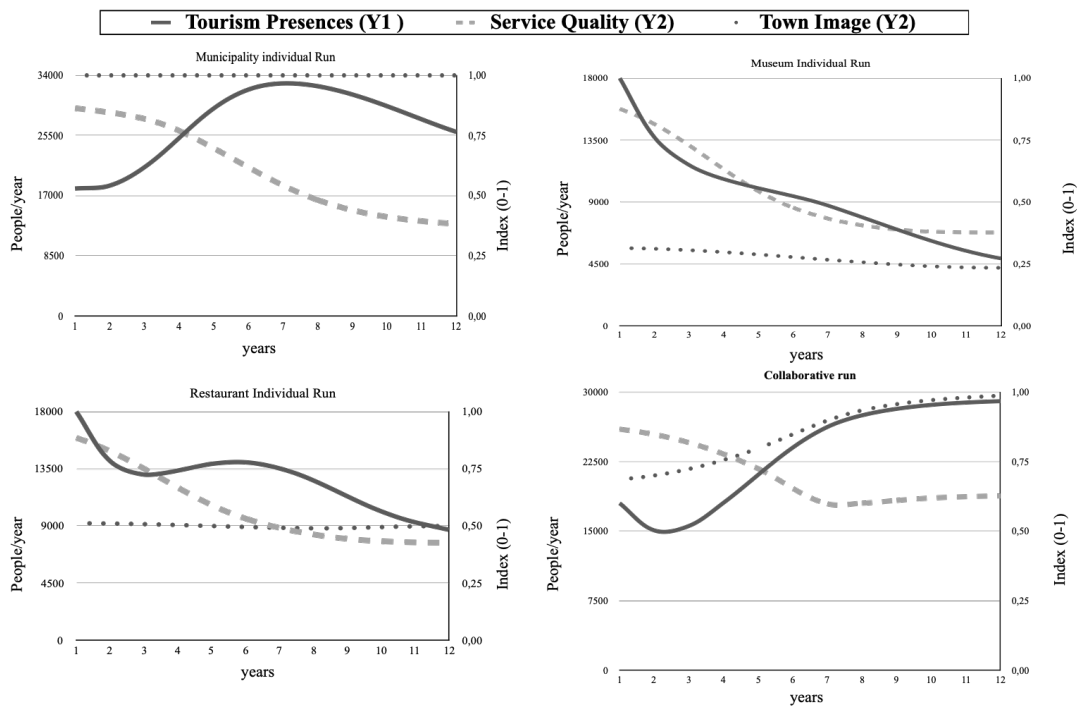 Tourism Presences (Y1 ) Service Quality (Y2) Town Image (Y2)
Municipality individual Run
34000
25500
17000
8500
0
1,00
0,75
0,50
0,25
0,00
People/year
Index (0-1)
1 2 3 4 5 6 7 8 9 10 11 12
years
Museum Individual Run
18000
13500
9000
4500
0
1,00
0,75
0,50
0,25
0,00
People/year
Index (0-1)
1 2 3 4 5 6 7 8 9 10 11 12
years
Restaurant Individual Run
18000
13500
9000
4500
0
1,00
0,75
0,50
0,25
0,00
People/year
Index (0-1)
1 2 3 4 5 6 7 8 9 10 11 12
years
Collaborative run
30000
22500
15000
7500
0
1,00
0,75
0,50
0,25
0,00
People/year
Index (0-1)
1 2 3 4 5 6 7 8 9 10 11 12
years